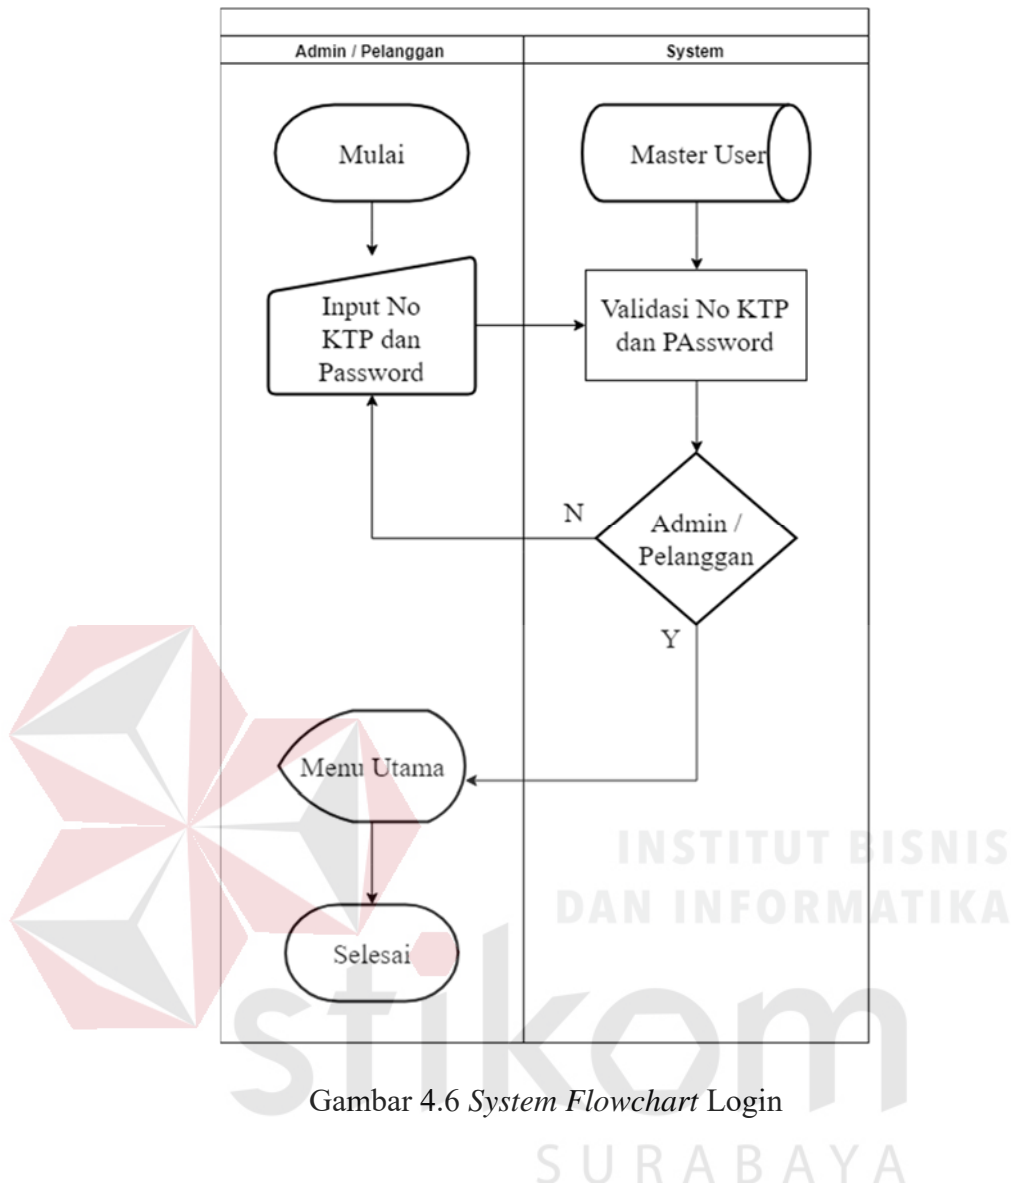 Admin / Pelanggan
System
Mulai
Master User
Input No
KTP dan
Password
Validasi No KTP
dan PAssword
N
Admin /
Pelanggan
Y
Menu Utama
Selesai
INSTITUT BISNIS
DAN INFORMATIKA
stikom
SURABAYA
Gambar 4.6 System Flowchart Login